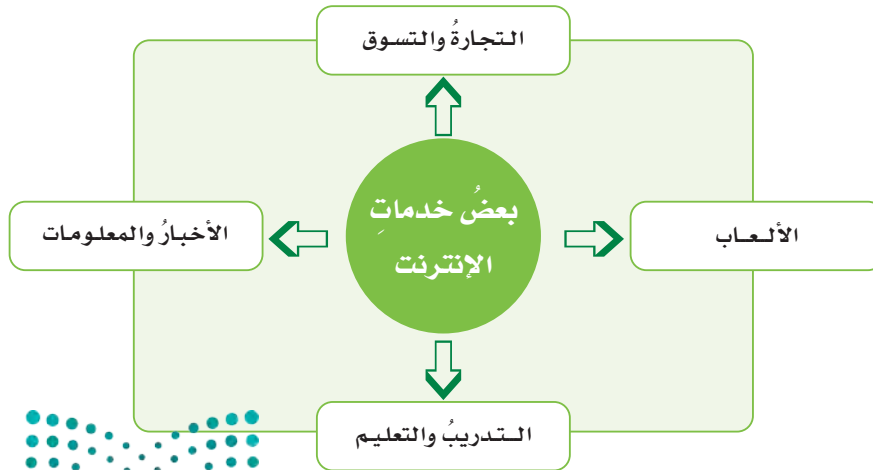 التجارةُ والتسوق
بعضُ خدماتِ
الإنترنت
الألعاب
الأخبارُ والمعلومات
التدريبُ والتعليم